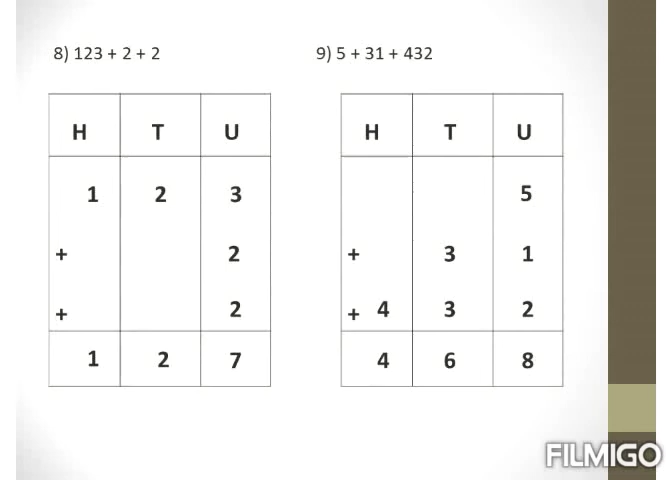 8) 123 + 2 + 2
9) 5 + 31 + 432
H T U
1 2 3
+ 2
+ 2
1 2 7
H T U
5
+ 3 1
+ 4 3 2
4 6 8
FILMIGO